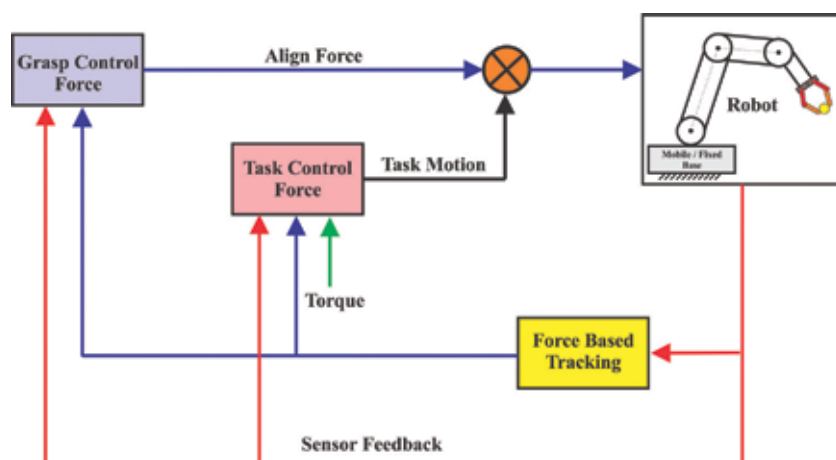 Grasp Control
Force
Align Force
Robot
Mobile / Fixed
Base
Task Control
Force
Task Motion
Torque
Force Based
Tracking
Sensor Feedback